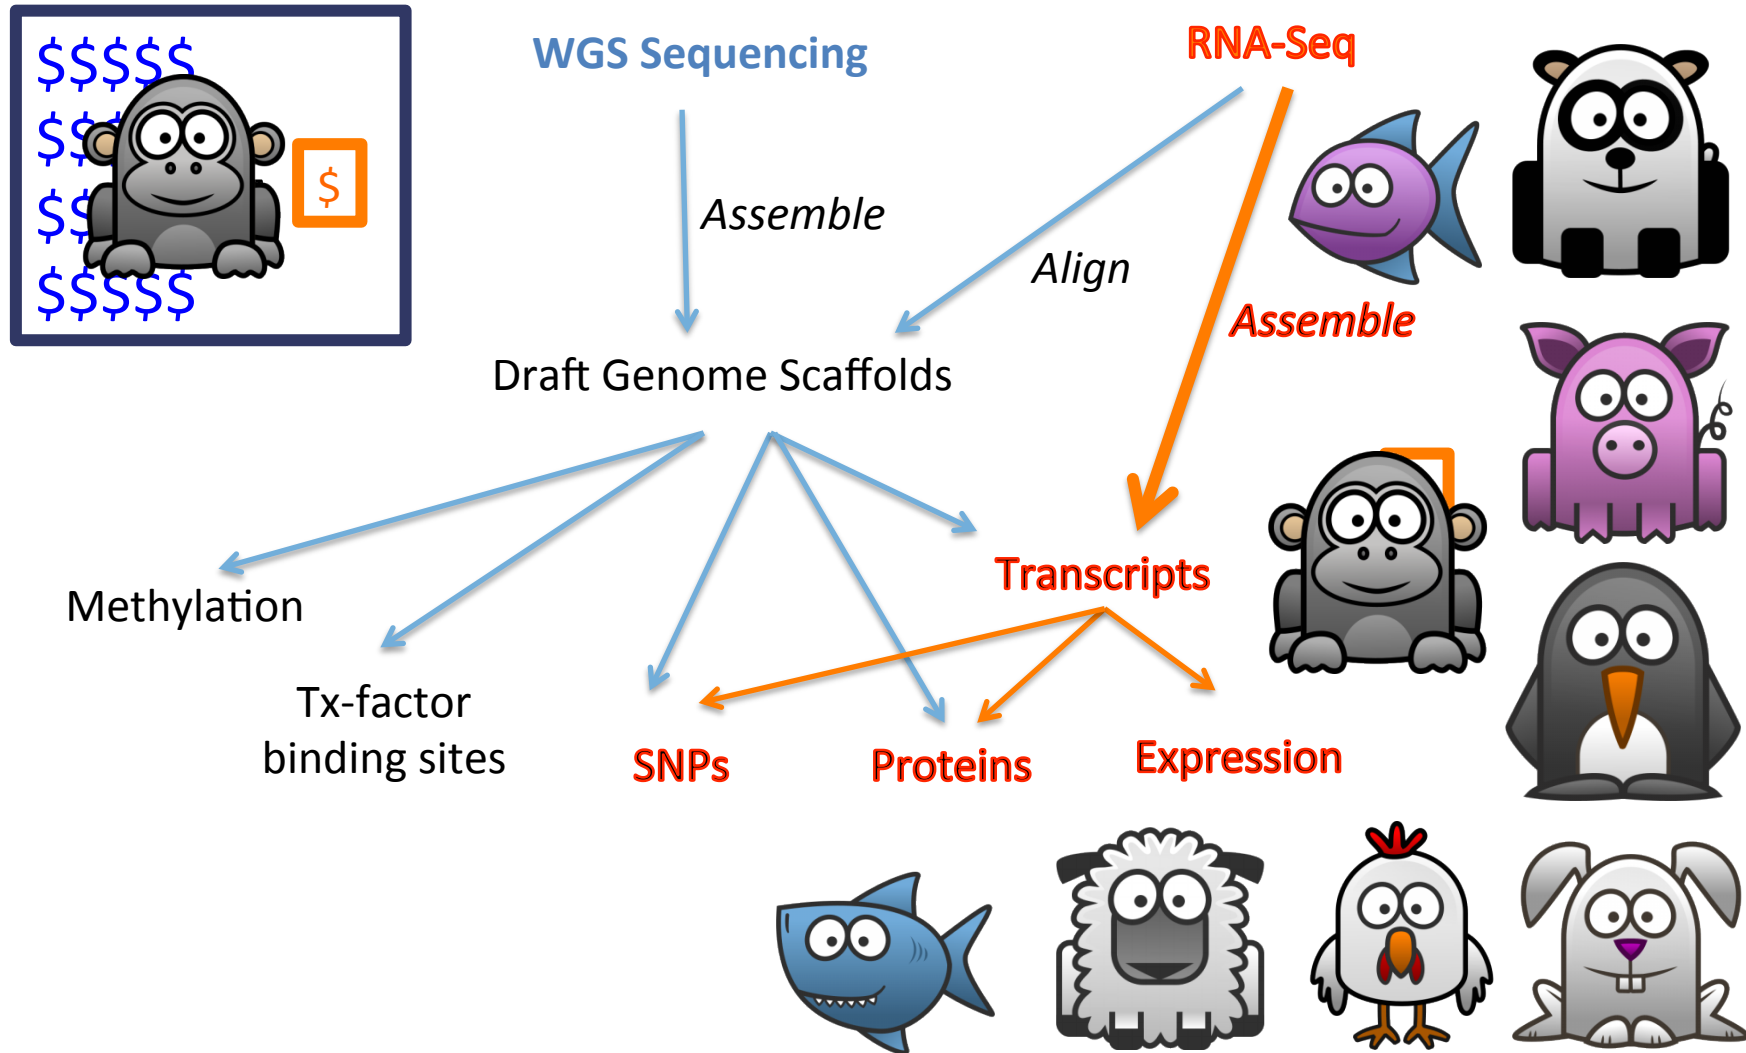 $$$$$
WGS Sequencing
RNA-Seq
$$
$
$$
$$$$$
Assemble
Align
Assemble
Draft Genome Scaffolds
Transcripts
Methylation
Tx-factor
binding sites
SNPs
Proteins
Expression